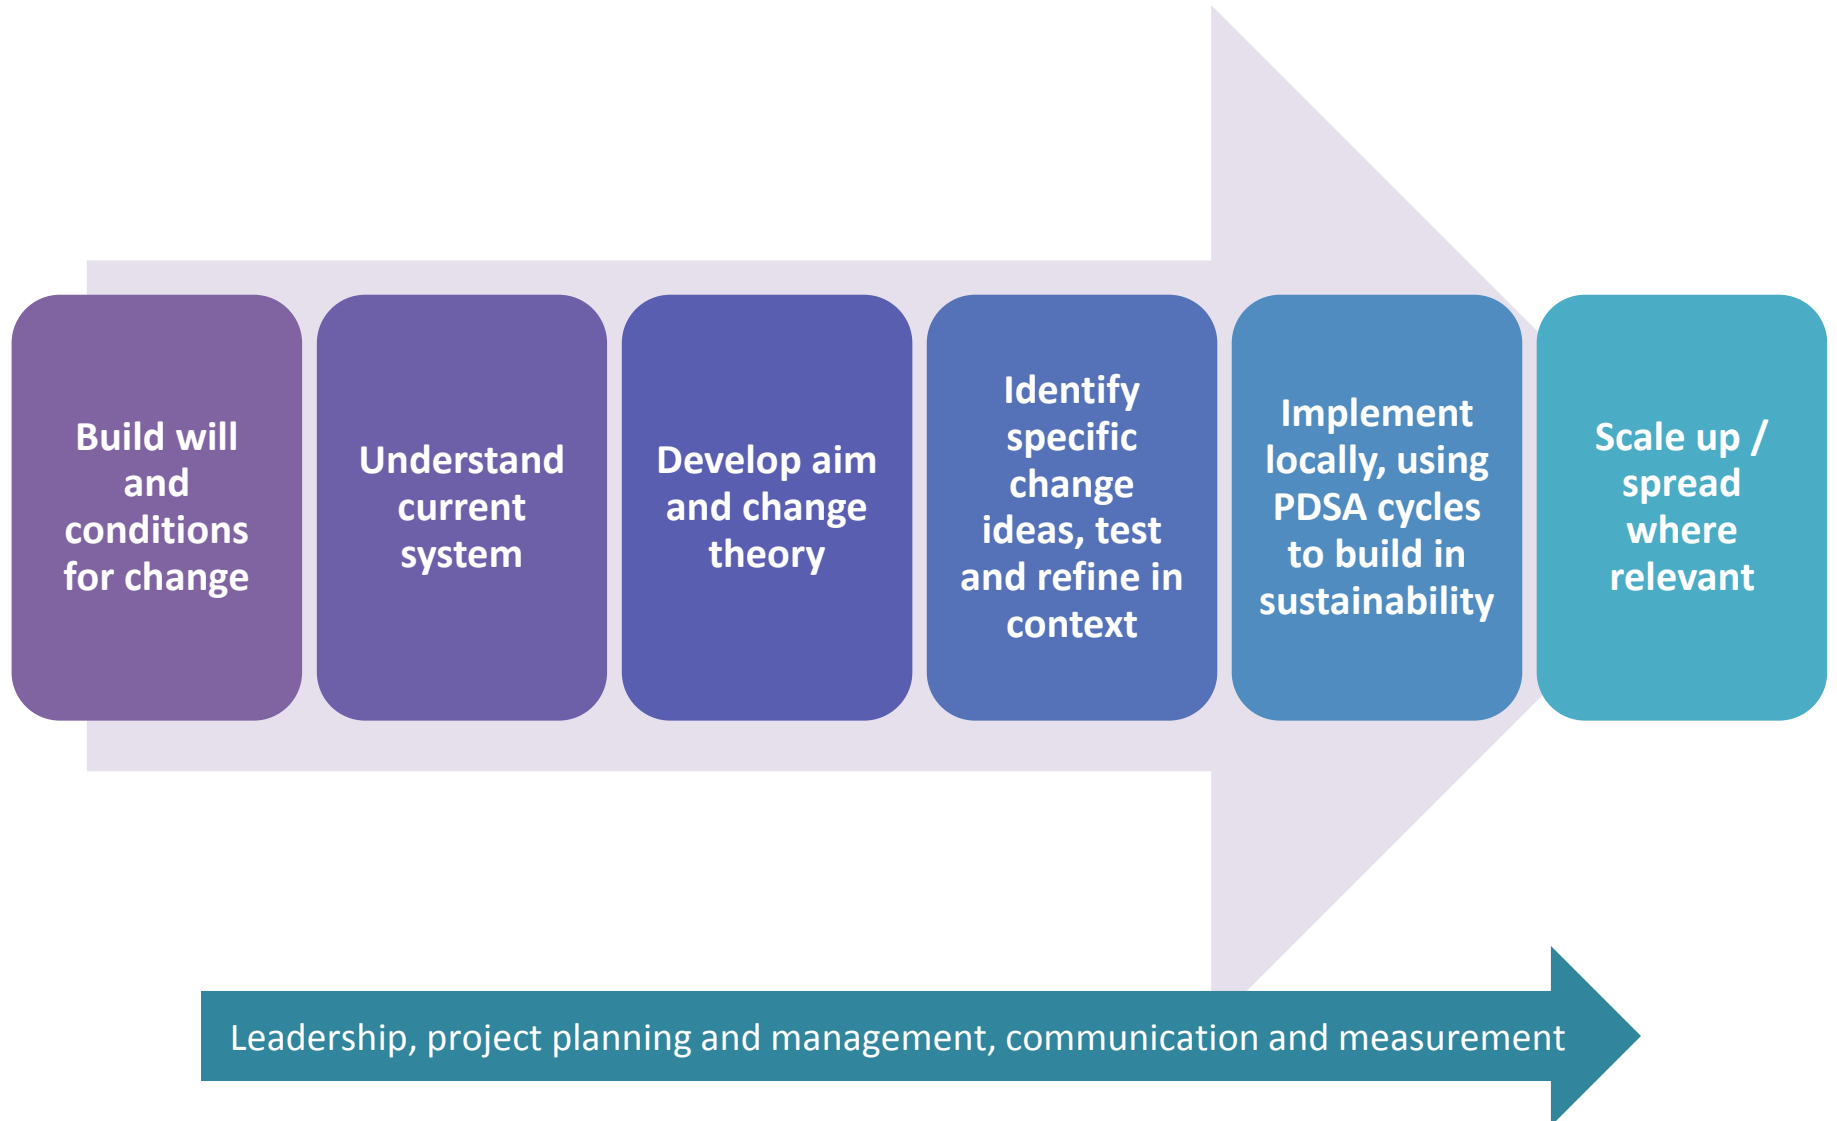 Build will
and
conditions
for change
Understand
current
system
Develop aim
and change
theory
Identify
specific
change
ideas, test
and refine in
context
Implement
locally, using
PDSA cycles
to build in
sustainability
Scale up /
spread
where
relevant
Leadership, project planning and management, communication and measurement